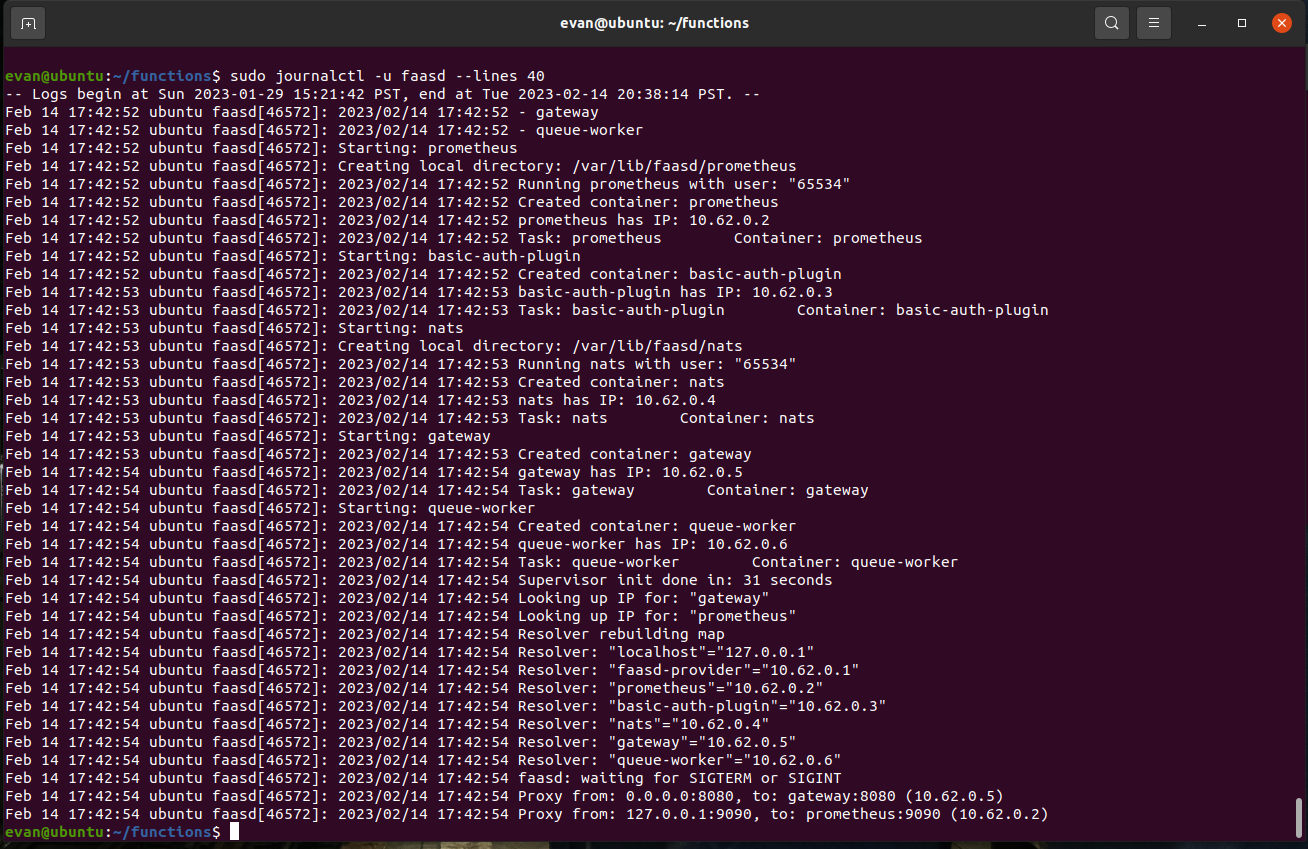 evan@ubuntu: ~/functions
evan@ubuntu:~/functions$ sudo journalctl -u faasd --lines 40
-- Logs begin at Sun 2023-01-29 15:21:42 PST, end at Tue 2023-02-14 20:38:14 PST. --
Feb 14 17:42:52 ubuntu faasd[46572]: 2023/02/14 17:42:52 - gateway
Feb 14 17:42:52 ubuntu faasd[46572]: 2023/02/14 17:42:52 - queue-worker
Feb 14 17:42:52 ubuntu faasd[46572]: Starting: prometheus
Feb 14 17:42:52 ubuntu faasd[46572]: Creating local directory: /var/lib/faasd/prometheus
Feb 14 17:42:52 ubuntu faasd[46572]: 2023/02/14 17:42:52 Running prometheus with user: "65534"
Feb 14 17:42:52 ubuntu faasd[46572]: 2023/02/14 17:42:52 Created container: prometheus
Feb 14 17:42:52 ubuntu faasd[46572]: 2023/02/14 17:42:52 prometheus has IP: 10.62.0.2
Feb 14 17:42:52 ubuntu faasd[46572]: 2023/02/14 17:42:52 Task: prometheus        Container: prometheus
Feb 14 17:42:52 ubuntu faasd[46572]: Starting: basic-auth-plugin
Feb 14 17:42:52 ubuntu faasd[46572]: 2023/02/14 17:42:52 Created container: basic-auth-plugin
Feb 14 17:42:53 ubuntu faasd[46572]: 2023/02/14 17:42:53 basic-auth-plugin has IP: 10.62.0.3
Feb 14 17:42:53 ubuntu faasd[46572]: 2023/02/14 17:42:53 Task: basic-auth-plugin        Container: basic-auth-plugin
Feb 14 17:42:53 ubuntu faasd[46572]: Starting: nats
Feb 14 17:42:53 ubuntu faasd[46572]: Creating local directory: /var/lib/faasd/nats
Feb 14 17:42:53 ubuntu faasd[46572]: 2023/02/14 17:42:53 Running nats with user: "65534"
Feb 14 17:42:53 ubuntu faasd[46572]: 2023/02/14 17:42:53 Created container: nats
Feb 14 17:42:53 ubuntu faasd[46572]: 2023/02/14 17:42:53 nats has IP: 10.62.0.4
Feb 14 17:42:53 ubuntu faasd[46572]: 2023/02/14 17:42:53 Task: nats        Container: nats
Feb 14 17:42:53 ubuntu faasd[46572]: Starting: gateway
Feb 14 17:42:53 ubuntu faasd[46572]: 2023/02/14 17:42:53 Created container: gateway
Feb 14 17:42:54 ubuntu faasd[46572]: 2023/02/14 17:42:54 gateway has IP: 10.62.0.5
Feb 14 17:42:54 ubuntu faasd[46572]: 2023/02/14 17:42:54 Task: gateway        Container: gateway
Feb 14 17:42:54 ubuntu faasd[46572]: Starting: queue-worker
Feb 14 17:42:54 ubuntu faasd[46572]: 2023/02/14 17:42:54 Created container: queue-worker
Feb 14 17:42:54 ubuntu faasd[46572]: 2023/02/14 17:42:54 queue-worker has IP: 10.62.0.6
Feb 14 17:42:54 ubuntu faasd[46572]: 2023/02/14 17:42:54 Task: queue-worker        Container: queue-worker
Feb 14 17:42:54 ubuntu faasd[46572]: 2023/02/14 17:42:54 Supervisor init done in: 31 seconds
Feb 14 17:42:54 ubuntu faasd[46572]: 2023/02/14 17:42:54 Looking up IP for: "gateway"
Feb 14 17:42:54 ubuntu faasd[46572]: 2023/02/14 17:42:54 Looking up IP for: "prometheus"
Feb 14 17:42:54 ubuntu faasd[46572]: 2023/02/14 17:42:54 Resolver rebuilding map
Feb 14 17:42:54 ubuntu faasd[46572]: 2023/02/14 17:42:54 Resolver: "localhost"="127.0.0.1"
Feb 14 17:42:54 ubuntu faasd[46572]: 2023/02/14 17:42:54 Resolver: "faasd-provider"="10.62.0.1"
Feb 14 17:42:54 ubuntu faasd[46572]: 2023/02/14 17:42:54 Resolver: "prometheus"="10.62.0.2"
Feb 14 17:42:54 ubuntu faasd[46572]: 2023/02/14 17:42:54 Resolver: "basic-auth-plugin"="10.62.0.3"
Feb 14 17:42:54 ubuntu faasd[46572]: 2023/02/14 17:42:54 Resolver: "nats"="10.62.0.4"
Feb 14 17:42:54 ubuntu faasd[46572]: 2023/02/14 17:42:54 Resolver: "gateway"="10.62.0.5"
Feb 14 17:42:54 ubuntu faasd[46572]: 2023/02/14 17:42:54 Resolver: "queue-worker"="10.62.0.6"
Feb 14 17:42:54 ubuntu faasd[46572]: 2023/02/14 17:42:54 faasd: waiting for SIGTERM or SIGINT
Feb 14 17:42:54 ubuntu faasd[46572]: 2023/02/14 17:42:54 Proxy from: 0.0.0.0:8080, to: gateway:8080 (10.62.0.5)
Feb 14 17:42:54 ubuntu faasd[46572]: 2023/02/14 17:42:54 Proxy from: 127.0.0.1:9090, to: prometheus:9090 (10.62.0.2)
evan@ubuntu:~/functions$